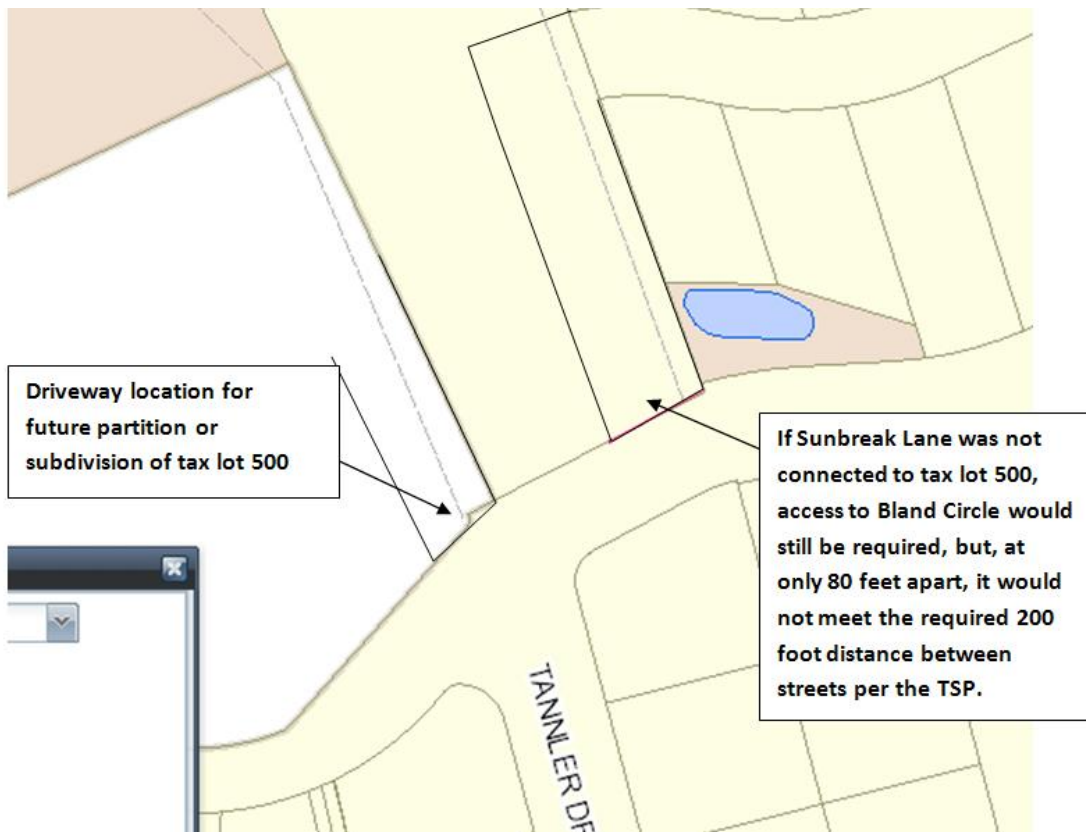 Driveway location for
future partition or
subdivision of tax lot 500
If Sunbreak Lane was not
connected to tax lot 500,
access to Bland Circle would
still be required, but, at
only 80 feet apart, it would
not meet the required 200
foot distance between
streets per the TSP.
TANNLER DR